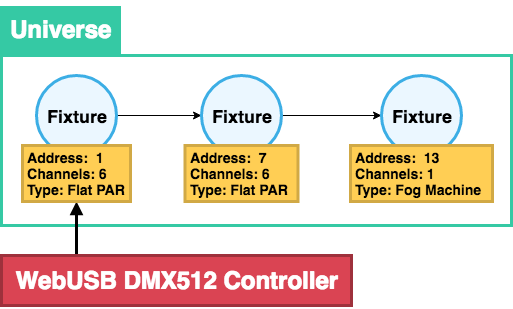 Universe
Fixture
Fixture
Fixture
Address: 1
Channels: 6
Type: Flat PAR
Address: 7
Channels: 6
Type: Flat PAR
Address: 13
Channels: 1
Type: Fog Machine
WebUSB DMX512 Controller